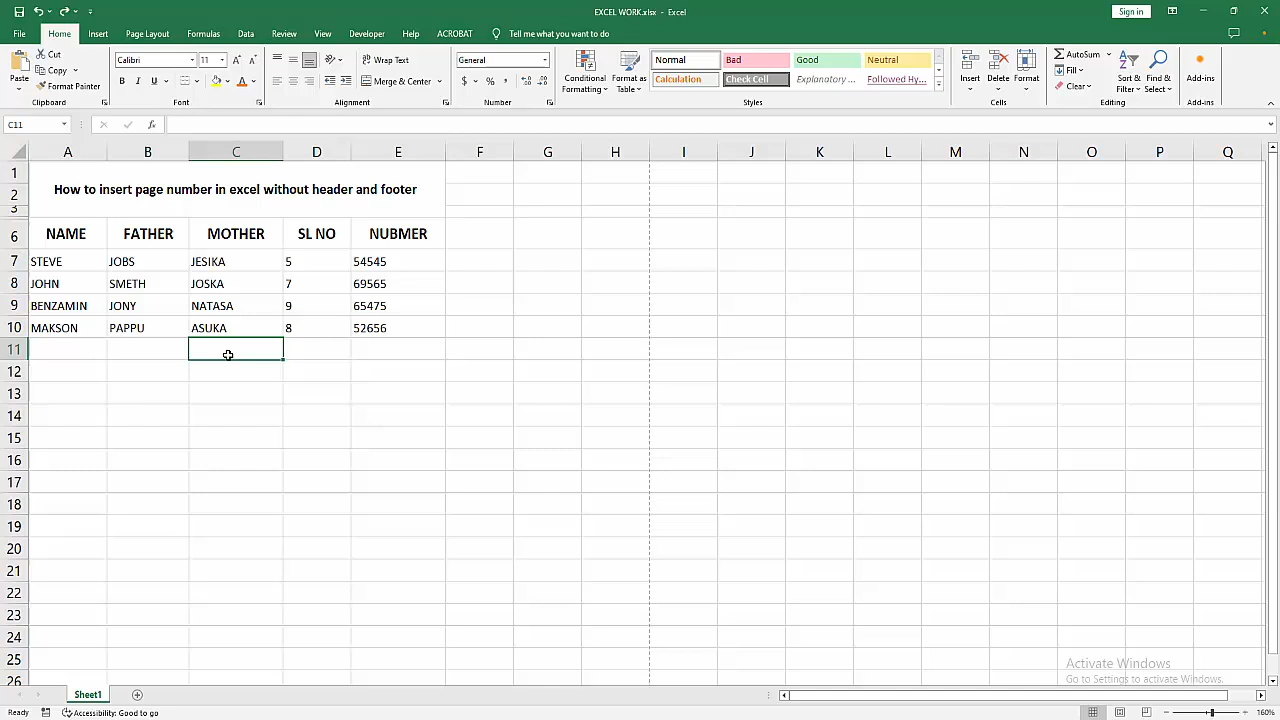 EXCEL WORK.xlsx - Excel
Sign in
File Home Insert Page Layout Formulas Data Review View Developer Help ACROBAT Tell me what you want to do
Paste
Cut
Copy
Format Painter
Clipboard
Calibri 11
B I U
Font
Wrap Text
Merge & Center
Alignment
General
$ % ,
Number
Conditional Formatting
Format as Table
Normal Bad Good Neutral
Calculation Check Cell Explanatory ... Followed Hy...
Styles
Insert Delete Format
Cells
AutoSum
Fill
Clear
Sort & Filter
Find & Select
Editing
Add-ins
Add-ins
C11 fx
A B C D E F G H I J K L M N O P Q
1
2 How to insert page number in excel without header and footer
3
6 NAME FATHER MOTHER SL NO NUBMER
7 STEVE JOBS JESIKA 5 54545
8 JOHN SMETH JOSKA 7 69565
9 BENZAMIN JONY NATASA 9 65475
10 MAKSON PAPPU ASUKA 8 52656
11
12
13
14
15
16
17
18
19
20
21
22
23
24
25
26
Activate Windows
Go to Settings to activate Windows.
Sheet1
Ready Accessibility: Good to go 160%